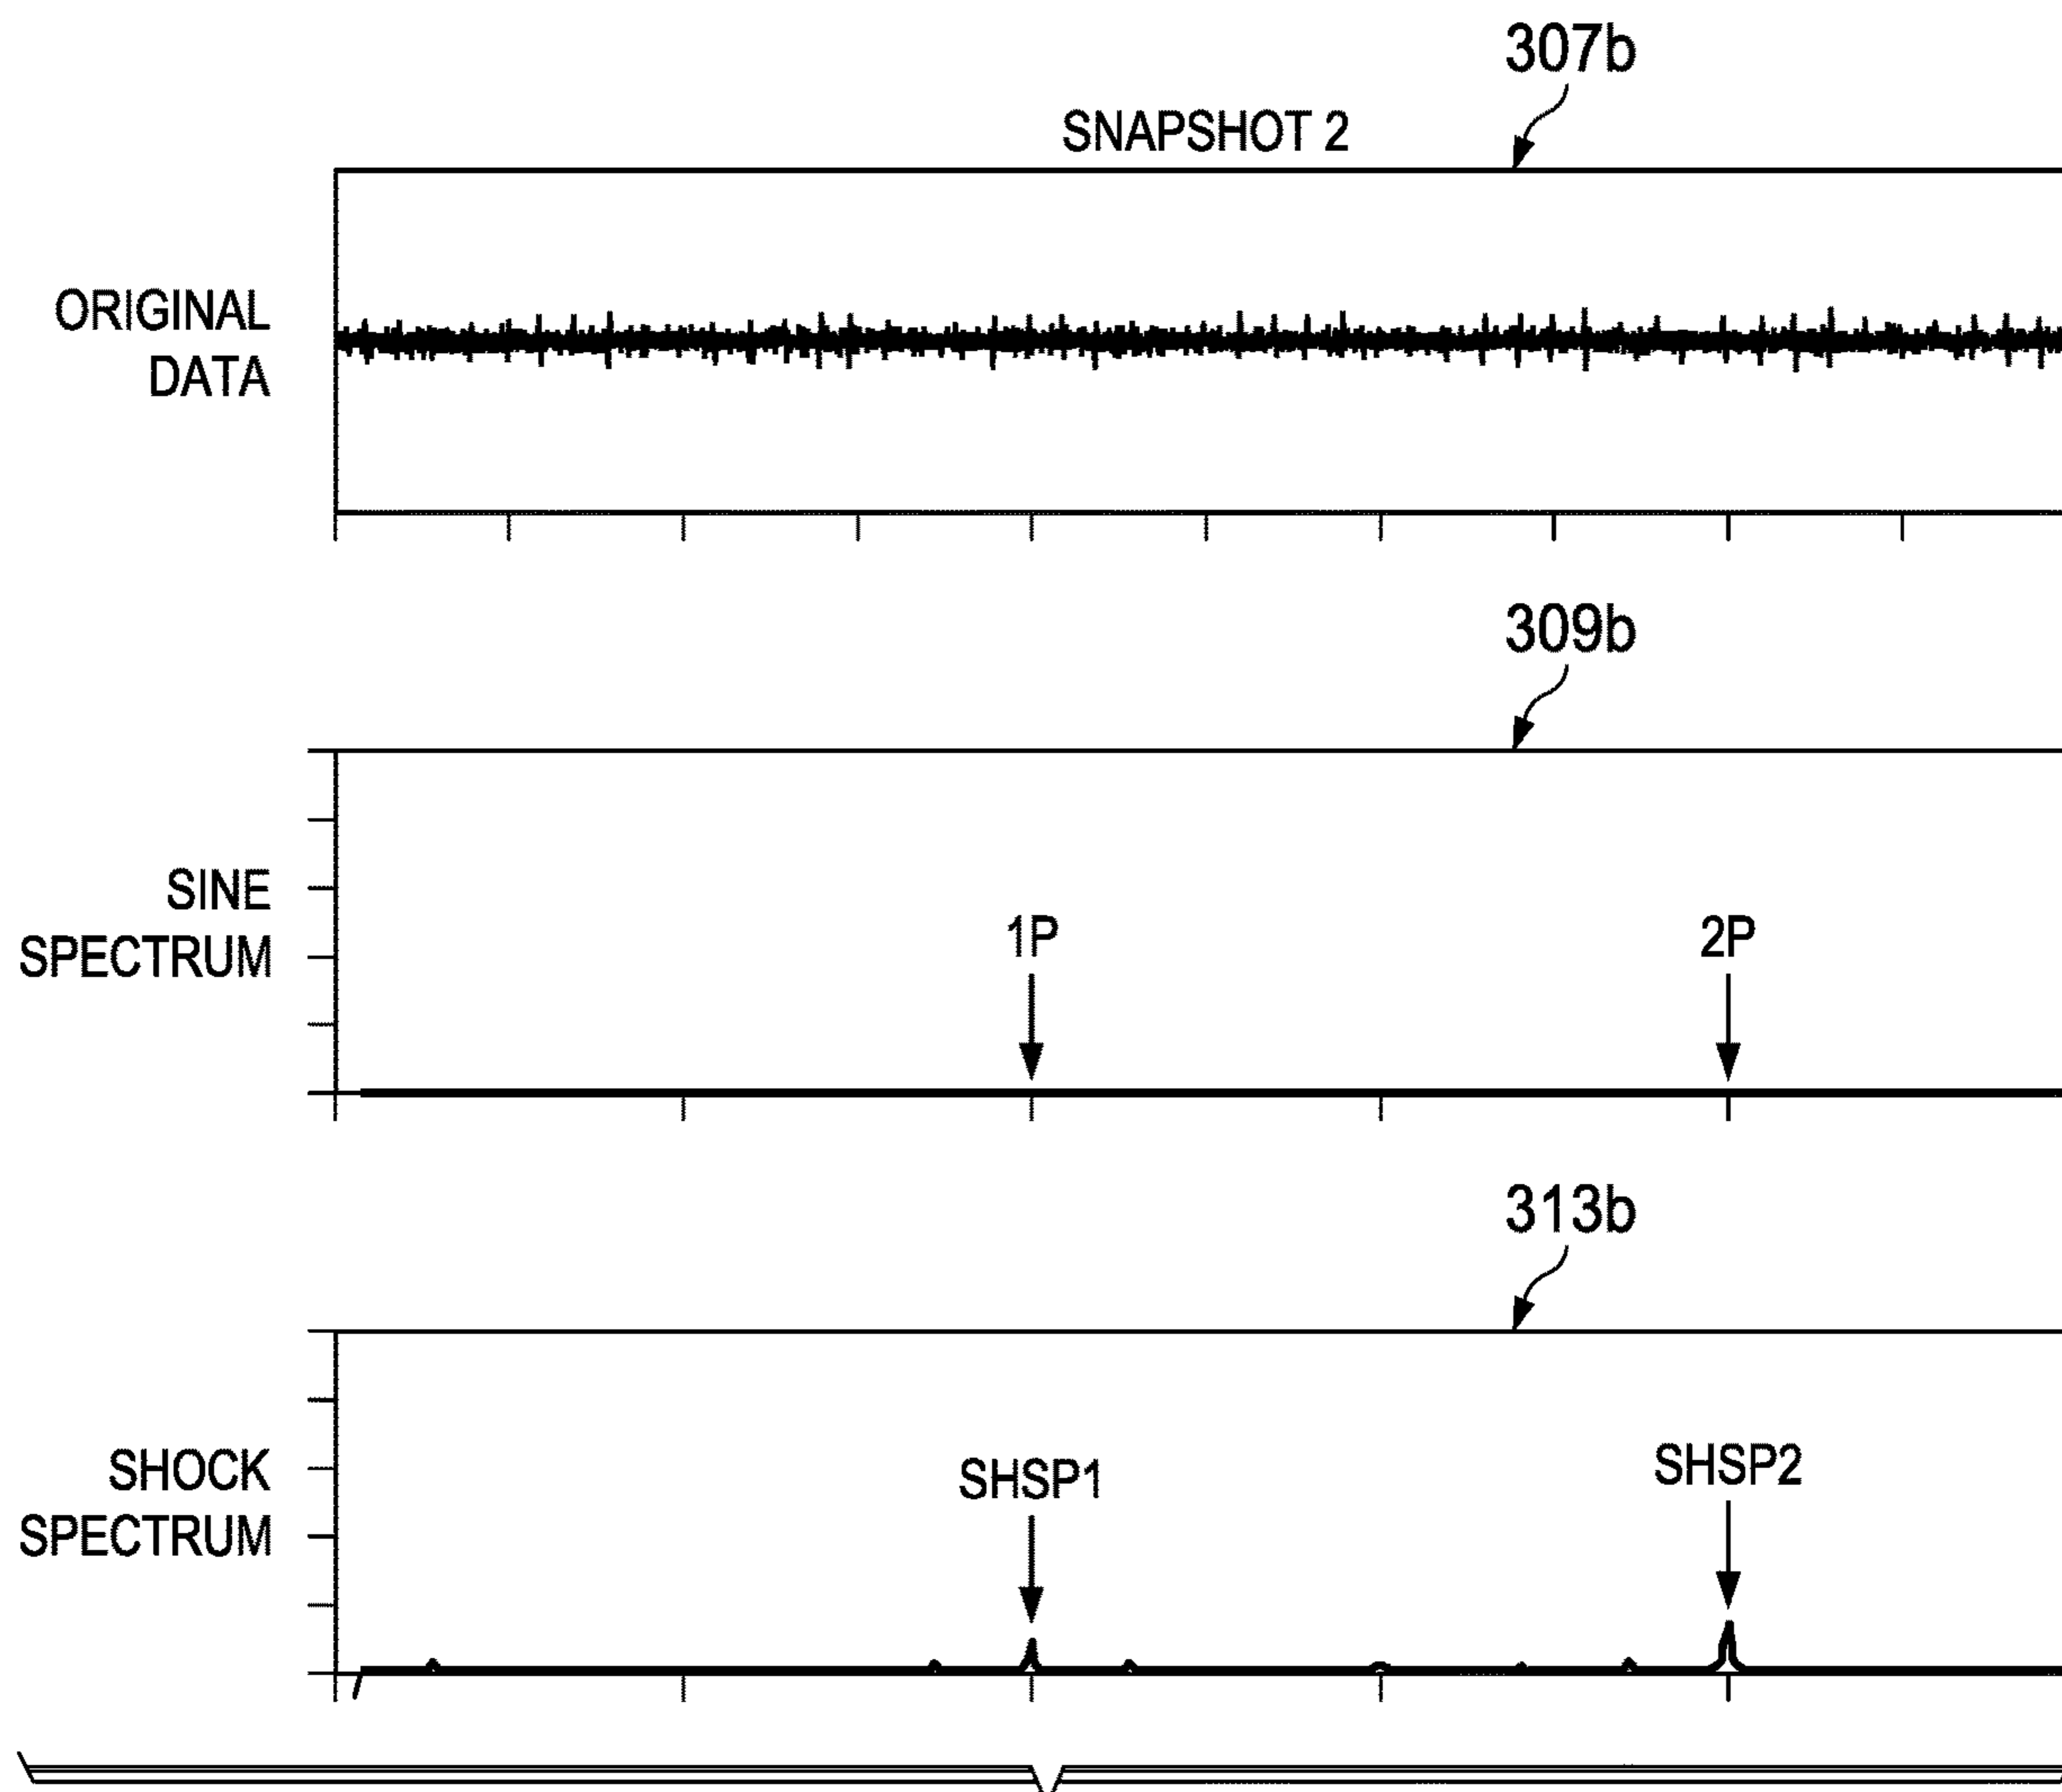 307b
SNAPSHOT 2
ORIGINAL
DATA
309b
SINE
SPECTRUM
1P
2P
313b
SHOCK
SPECTRUM
SHSP1
SHSP2